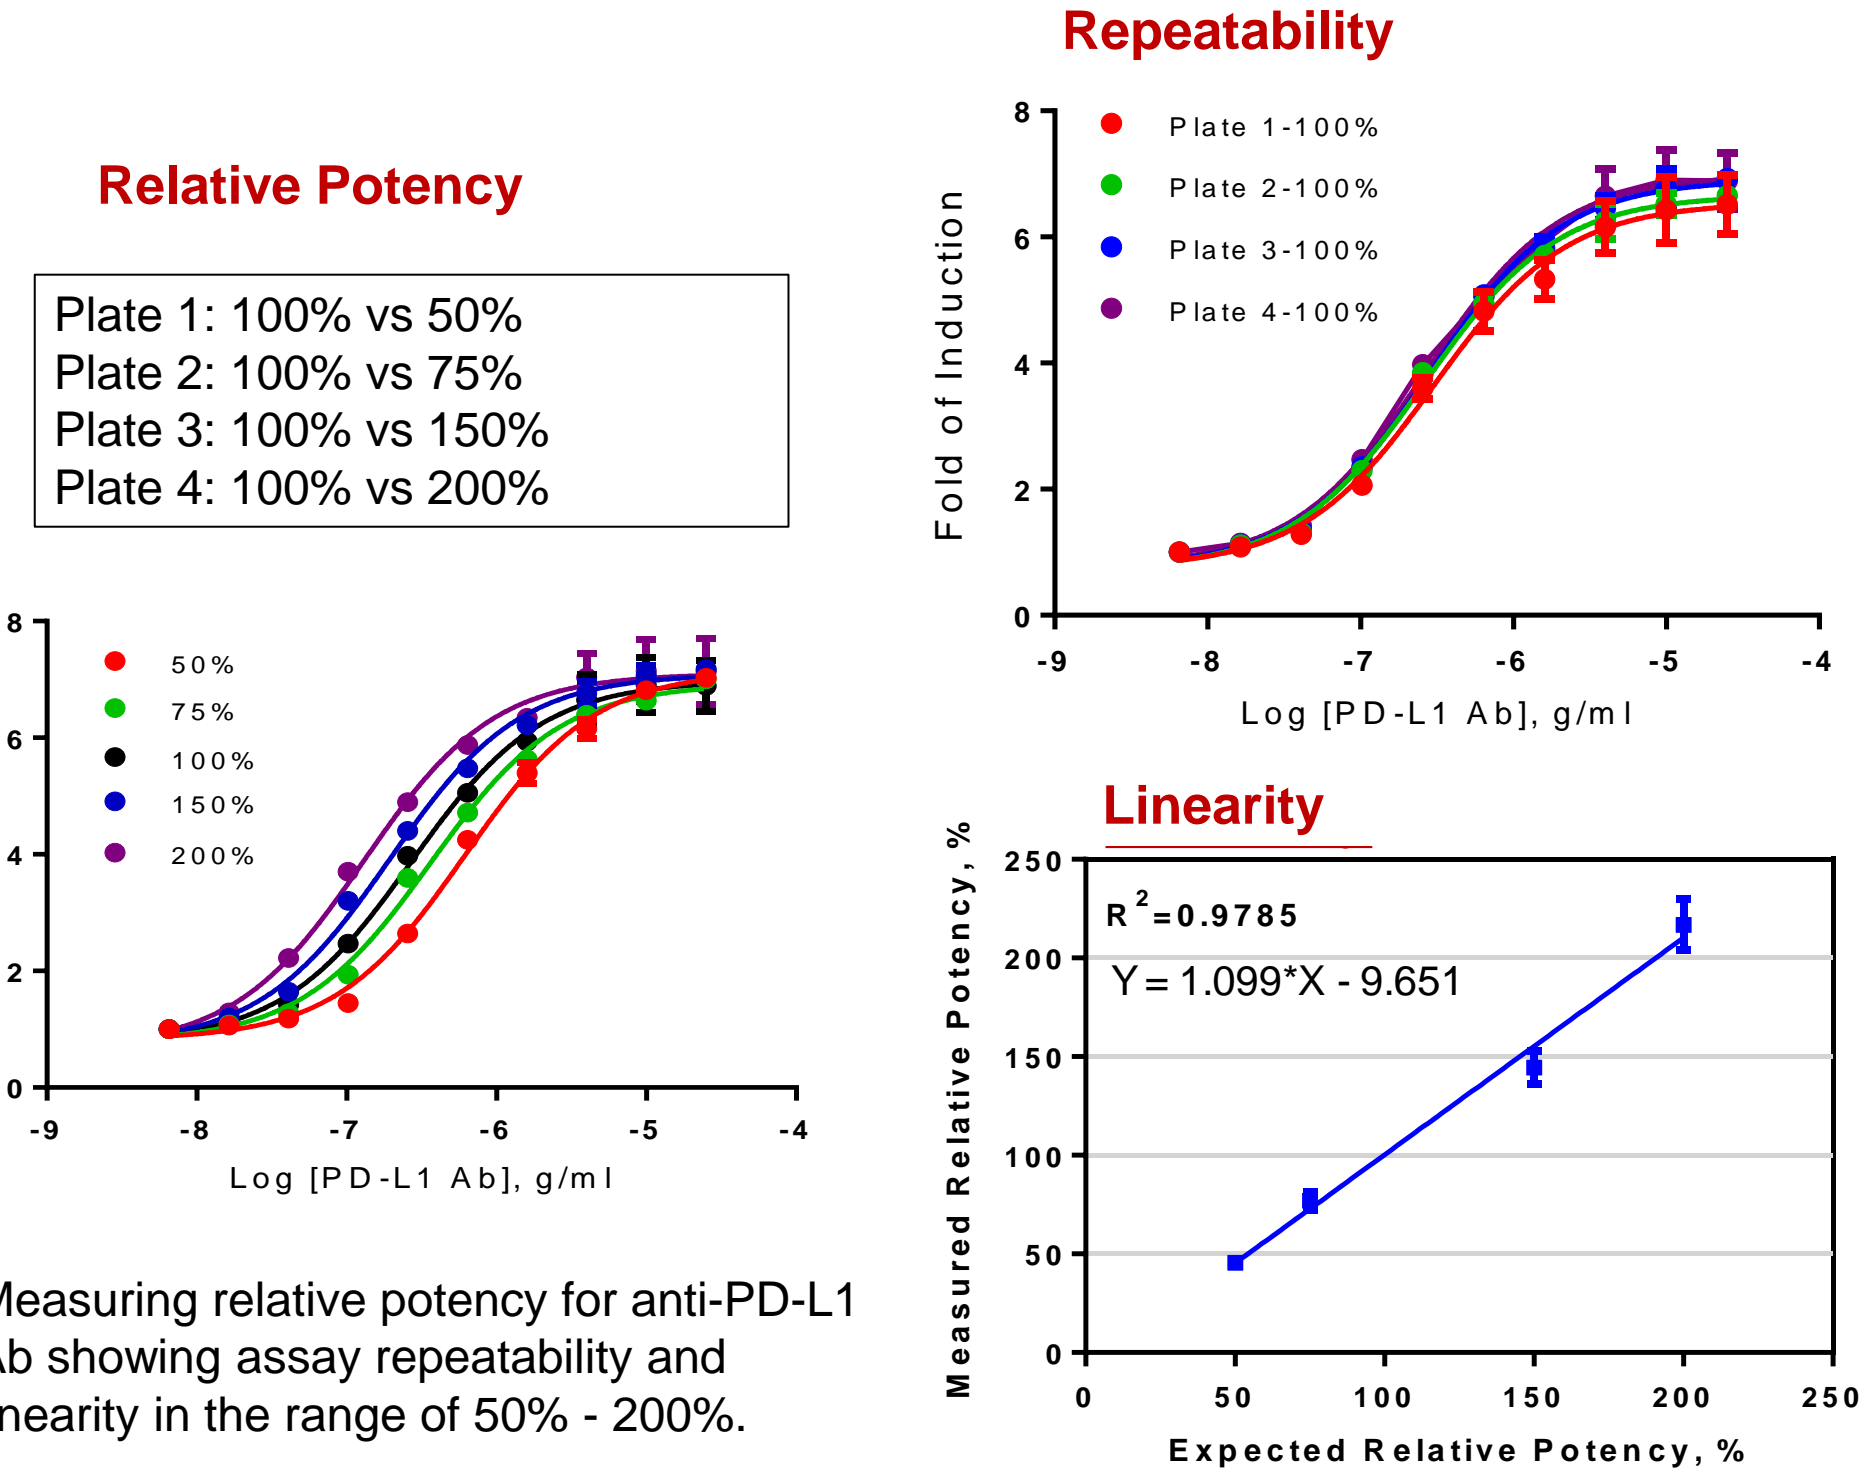 Relative Potency
Plate 1: 100% vs 50%
Plate 2: 100% vs 75%
Plate 3: 100% vs 150%
Plate 4: 100% vs 200%
8
6
4
2
0
50%
75%
100%
150%
200%
-9 -8 -7 -6 -5 -4
Log [PD-L1 Ab], g/ml
Measuring relative potency for anti-PD-L1
Ab showing assay repeatability and
linearity in the range of 50% - 200%.
Repeatability
Fold of Induction
8
6
4
2
0
Plate 1-100%
Plate 2-100%
Plate 3-100%
Plate 4-100%
-9 -8 -7 -6 -5 -4
Log [PD-L1 Ab], g/ml
Linearity
Measured Relative Potency, %
250
200
150
100
50
0
R²=0.9785
Y= 1.099*X - 9.651
0 50 100 150 200 250
Expected Relative Potency, %